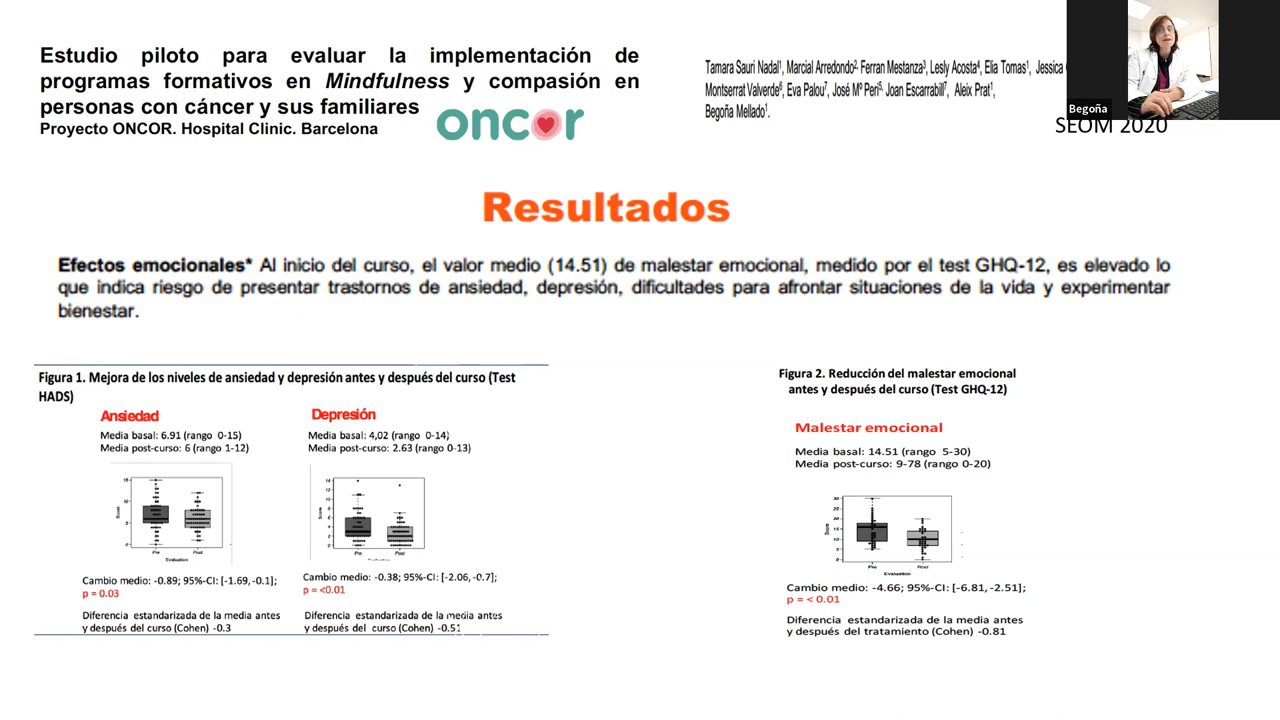 Estudio piloto para evaluar la implementación de
programas formativos en Mindfulness y compasión en
personas con cáncer y sus familiares
Proyecto ONCOR. Hospital Clinic. Barcelona
oncor
Tamara Sauri Nadal¹, Marcial Arredondo², Ferran Mestanza³, Lesly Acosta⁴, Elia Tomas¹, Jessica
Montserrat Valverde⁶, Eva Palou⁷, José Mº Peri⁵, Joan Escarrabill⁷, Aleix Prat¹,
Begoña Mellado¹.
Begoña
SEOM 2020
Resultados
Efectos emocionales* Al inicio del curso, el valor medio (14.51) de malestar emocional, medido por el test GHQ-12, es elevado lo
que indica riesgo de presentar trastornos de ansiedad, depresión, dificultades para afrontar situaciones de la vida y experimentar
bienestar.
Figura 1. Mejora de los niveles de ansiedad y depresión antes y después del curso (Test
HADS)
Ansiedad
Media basal: 6.91 (rango 0-15)
Media post-curso: 6 (rango 1-12)
Pre
Post
Evaluation
Cambio medio: -0.89; 95%-CI: [-1.69,-0.1];
p = 0.03
Diferencia estandarizada de la media antes
y después del curso (Cohen) -0.3
Depresión
Media basal: 4,02 (rango 0-14)
Media post-curso: 2.63 (rango 0-13)
Pre
Post
Cambio medio: -0.38; 95%-CI: [-2.06,-0.7];
p = <0.01
Diferencia estandarizada de la media antes
y después del curso (Cohen) -0.51
Figura 2. Reducción del malestar emocional
antes y después del curso (Test GHQ-12)
Malestar emocional
Media basal: 14.51 (rango 5-30)
Media post-curso: 9-78 (rango 0-20)
Pre
Post
Evaluation
Cambio medio: -4.66; 95%-CI: [-6.81,-2.51];
p = < 0.01
Diferencia estandarizada de la media antes
y después del tratamiento (Cohen) -0.81